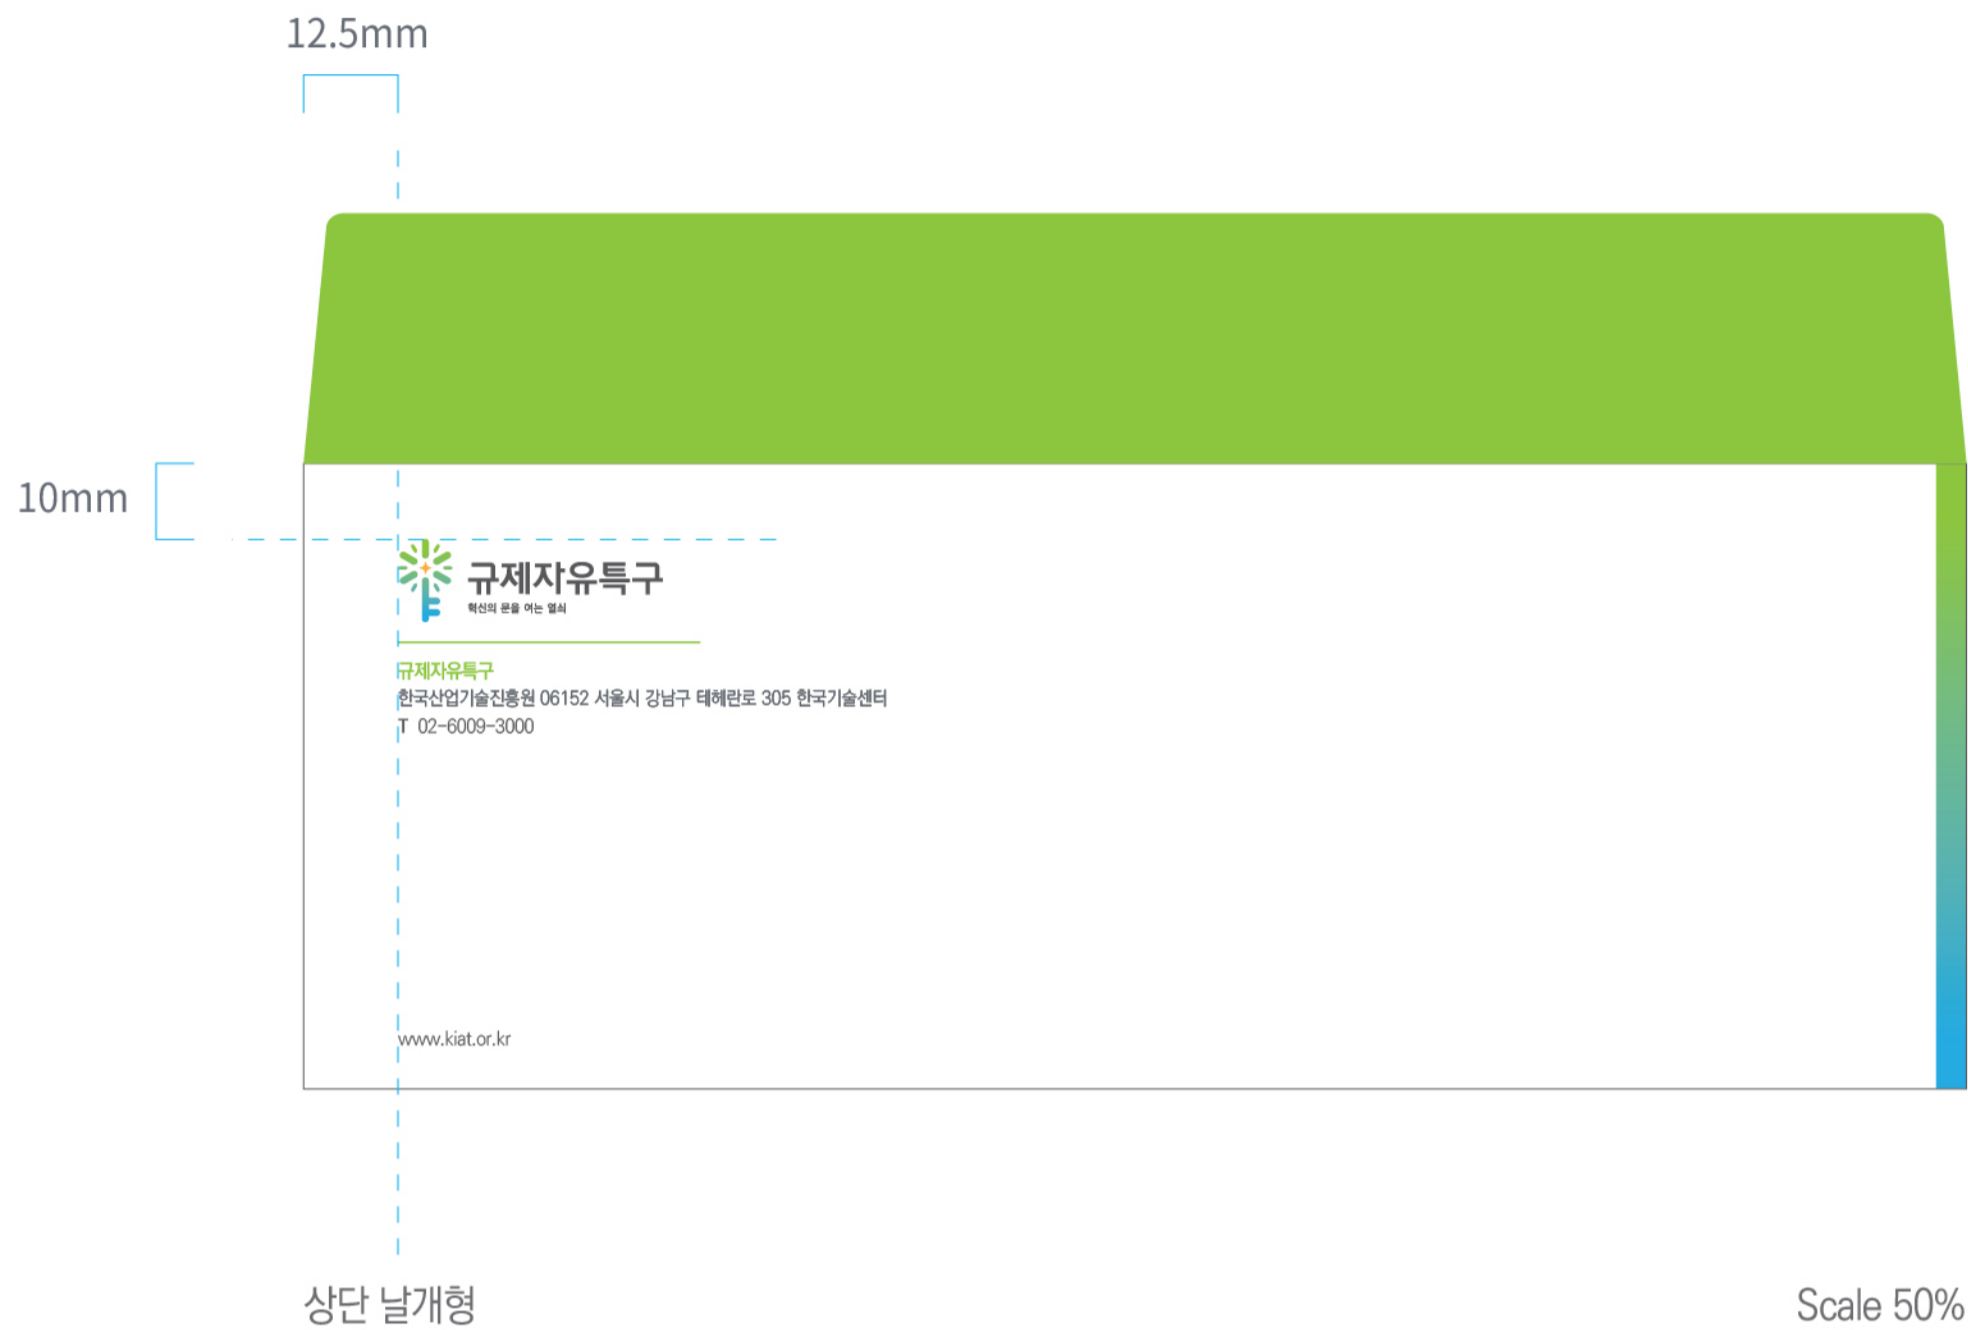 12.5mm
10mm
규제자유특구
혁신의 문을 여는 열쇠
규제자유특구
한국산업기술진흥원 06152 서울시 강남구 테헤란로 305 한국기술센터
T 02-6009-3000
www.kiat.or.kr
상단 날개형
Scale 50%